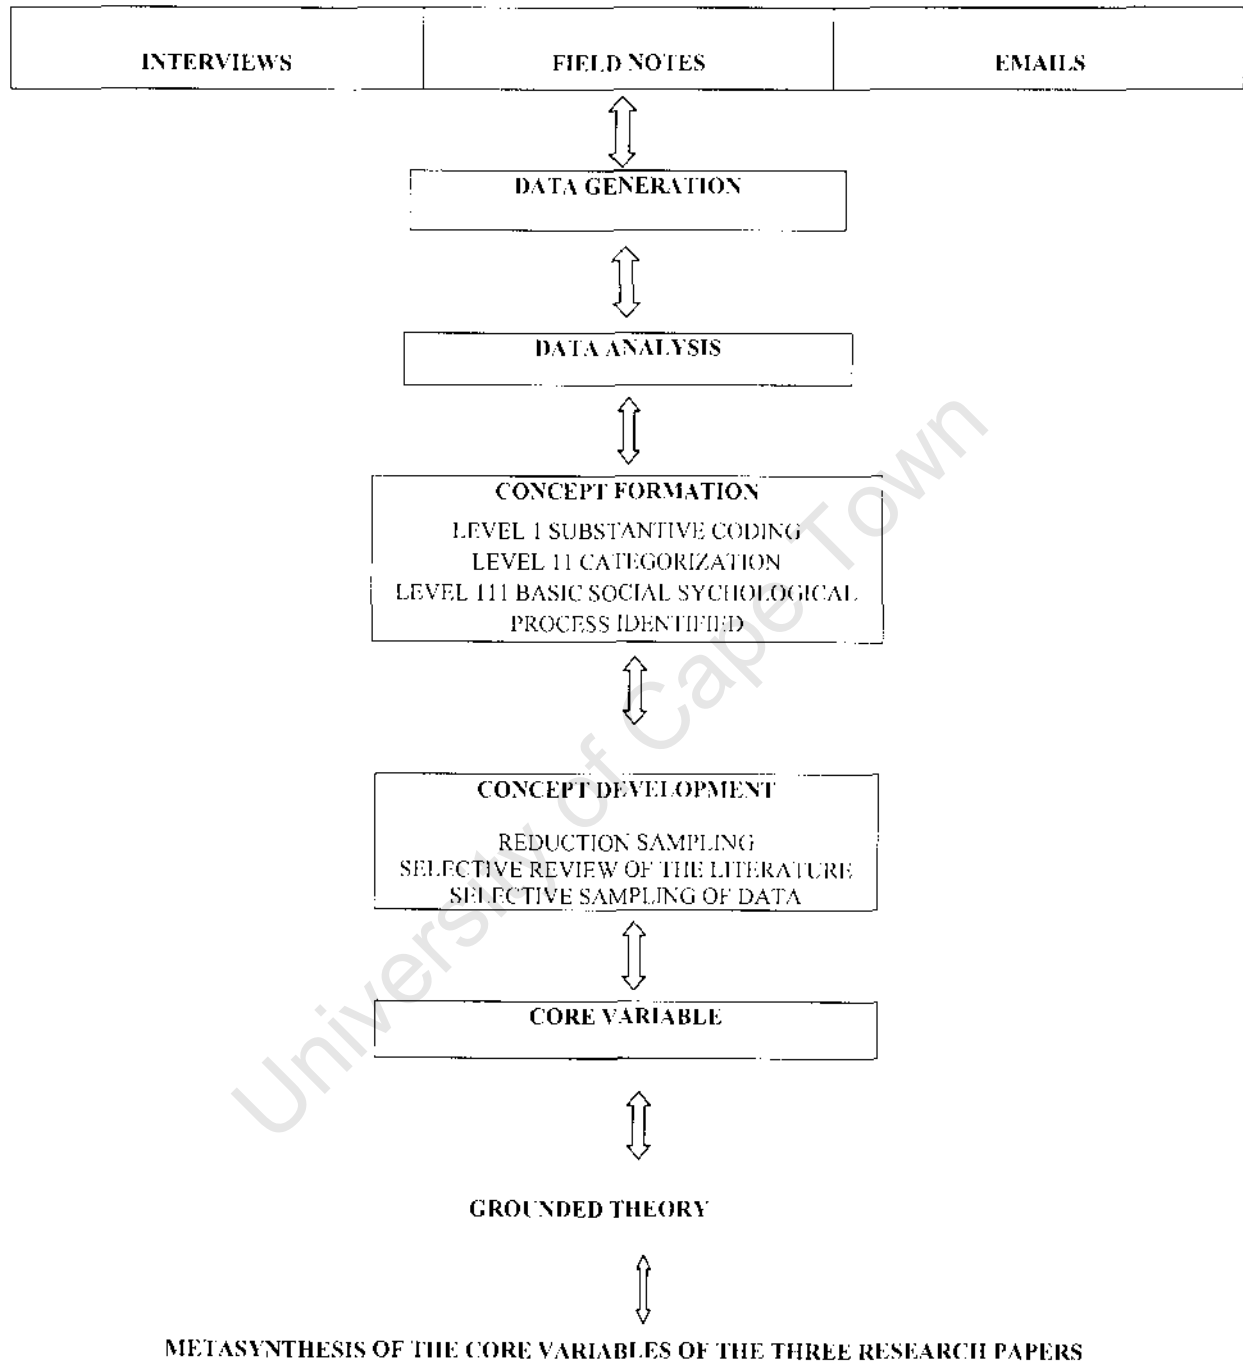 INTERVIEWS FIELD NOTES EMAILS
DATA GENERATION
DATA ANALYSIS
CONCEPT FORMATION
LEVEL 1 SUBSTANTIVE CODING
LEVEL 11 CATEGORIZATION
LEVEL 111 BASIC SOCIAL SYCHOLOGICAL
PROCESS IDENTIFIED
CONCEPT DEVELOPMENT
REDUCTION SAMPLING
SELECTIVE REVIEW OF THE LITERATURE
SELECTIVE SAMPLING OF DATA
CORE VARIABLE
GROUNDED THEORY
METASYNTHESIS OF THE CORE VARIABLES OF THE THREE RESEARCH PAPERS
University of Cape Town